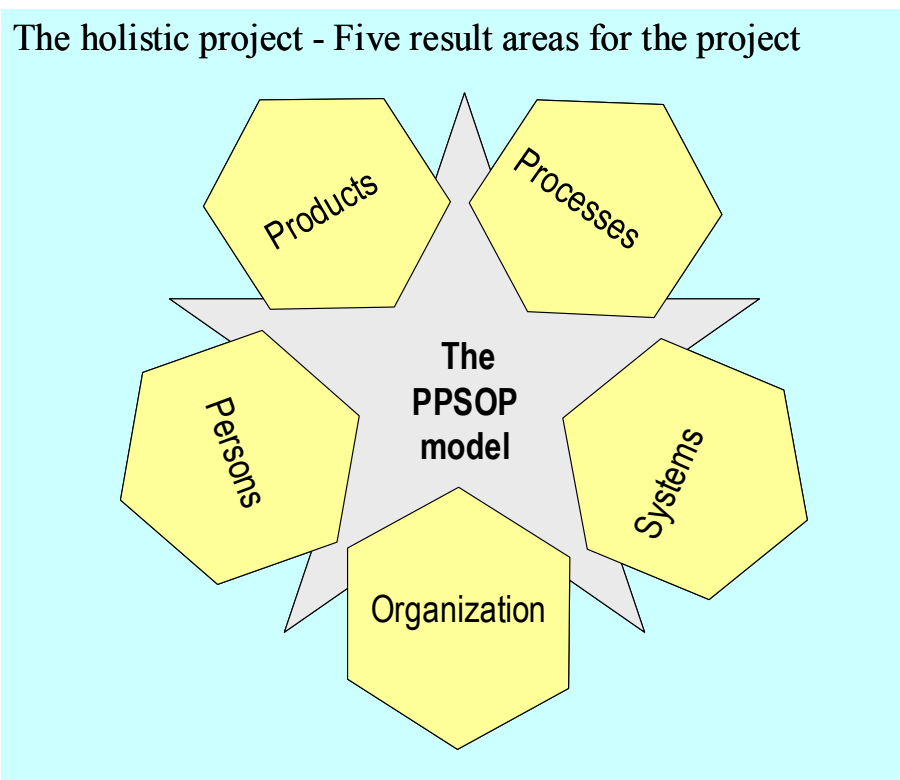 The holistic project - Five result areas for the project
Products
Processes
The
PPSOP
model
Persons
Systems
Organization